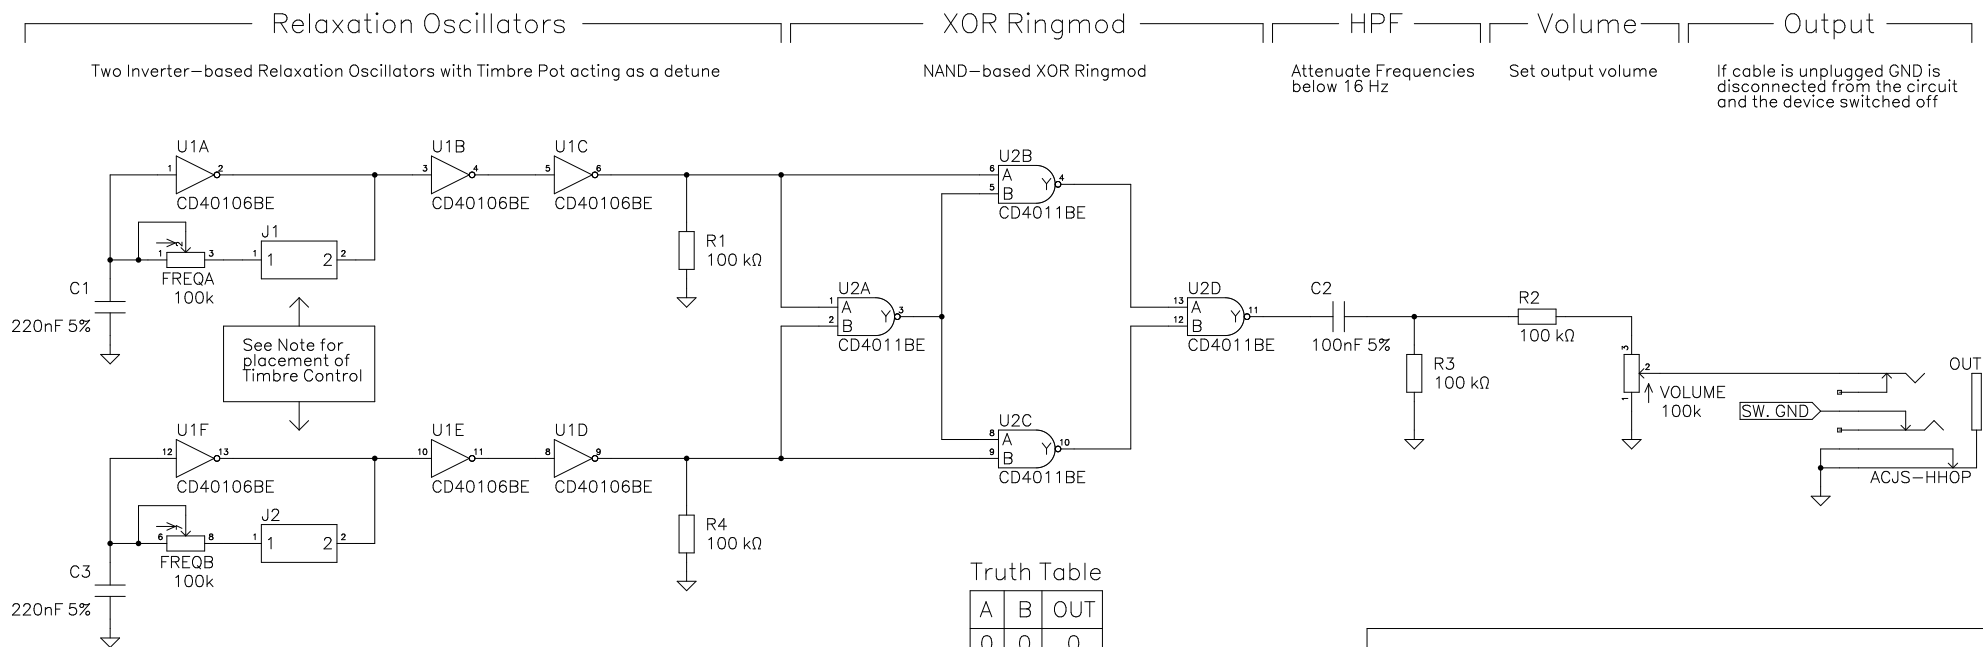 Relaxation Oscillators
XOR Ringmod
HPF
Volume
Output
Two Inverter-based Relaxation Oscillators with Timbre Pot acting as a detune
NAND-based XOR Ringmod
Attenuate Frequencies
below 16 Hz
Set output volume
If cable is unplugged GND is
disconnected from the circuit
and the device switched off
U1A
1
2
CD40106BE
U1B
3
4
CD40106BE
U1C
5
6
CD40106BE
U2B
6
5
A
B
Y
4
CD4011BE
FREQA
100k
1
2
3
J1
1
1
2
2
R1
100 kΩ
C1
220nF 5%
See Note for
placement of
Timbre Control
U2A
1
2
A
B
Y
3
CD4011BE
U2D
13
12
A
B
Y
11
CD4011BE
C2
100nF 5%
R2
100 kΩ
R3
100 kΩ
3
2
1
VOLUME
100k
OUT
SW. GND
ACJS-HHOP
U1F
12
13
CD40106BE
U1E
10
11
CD40106BE
U1D
8
9
CD40106BE
U2C
8
9
A
B
Y
10
CD4011BE
FREQB
100k
6
8
J2
1
1
2
2
R4
100 kΩ
C3
220nF 5%
Truth Table
A B OUT
0 0 0